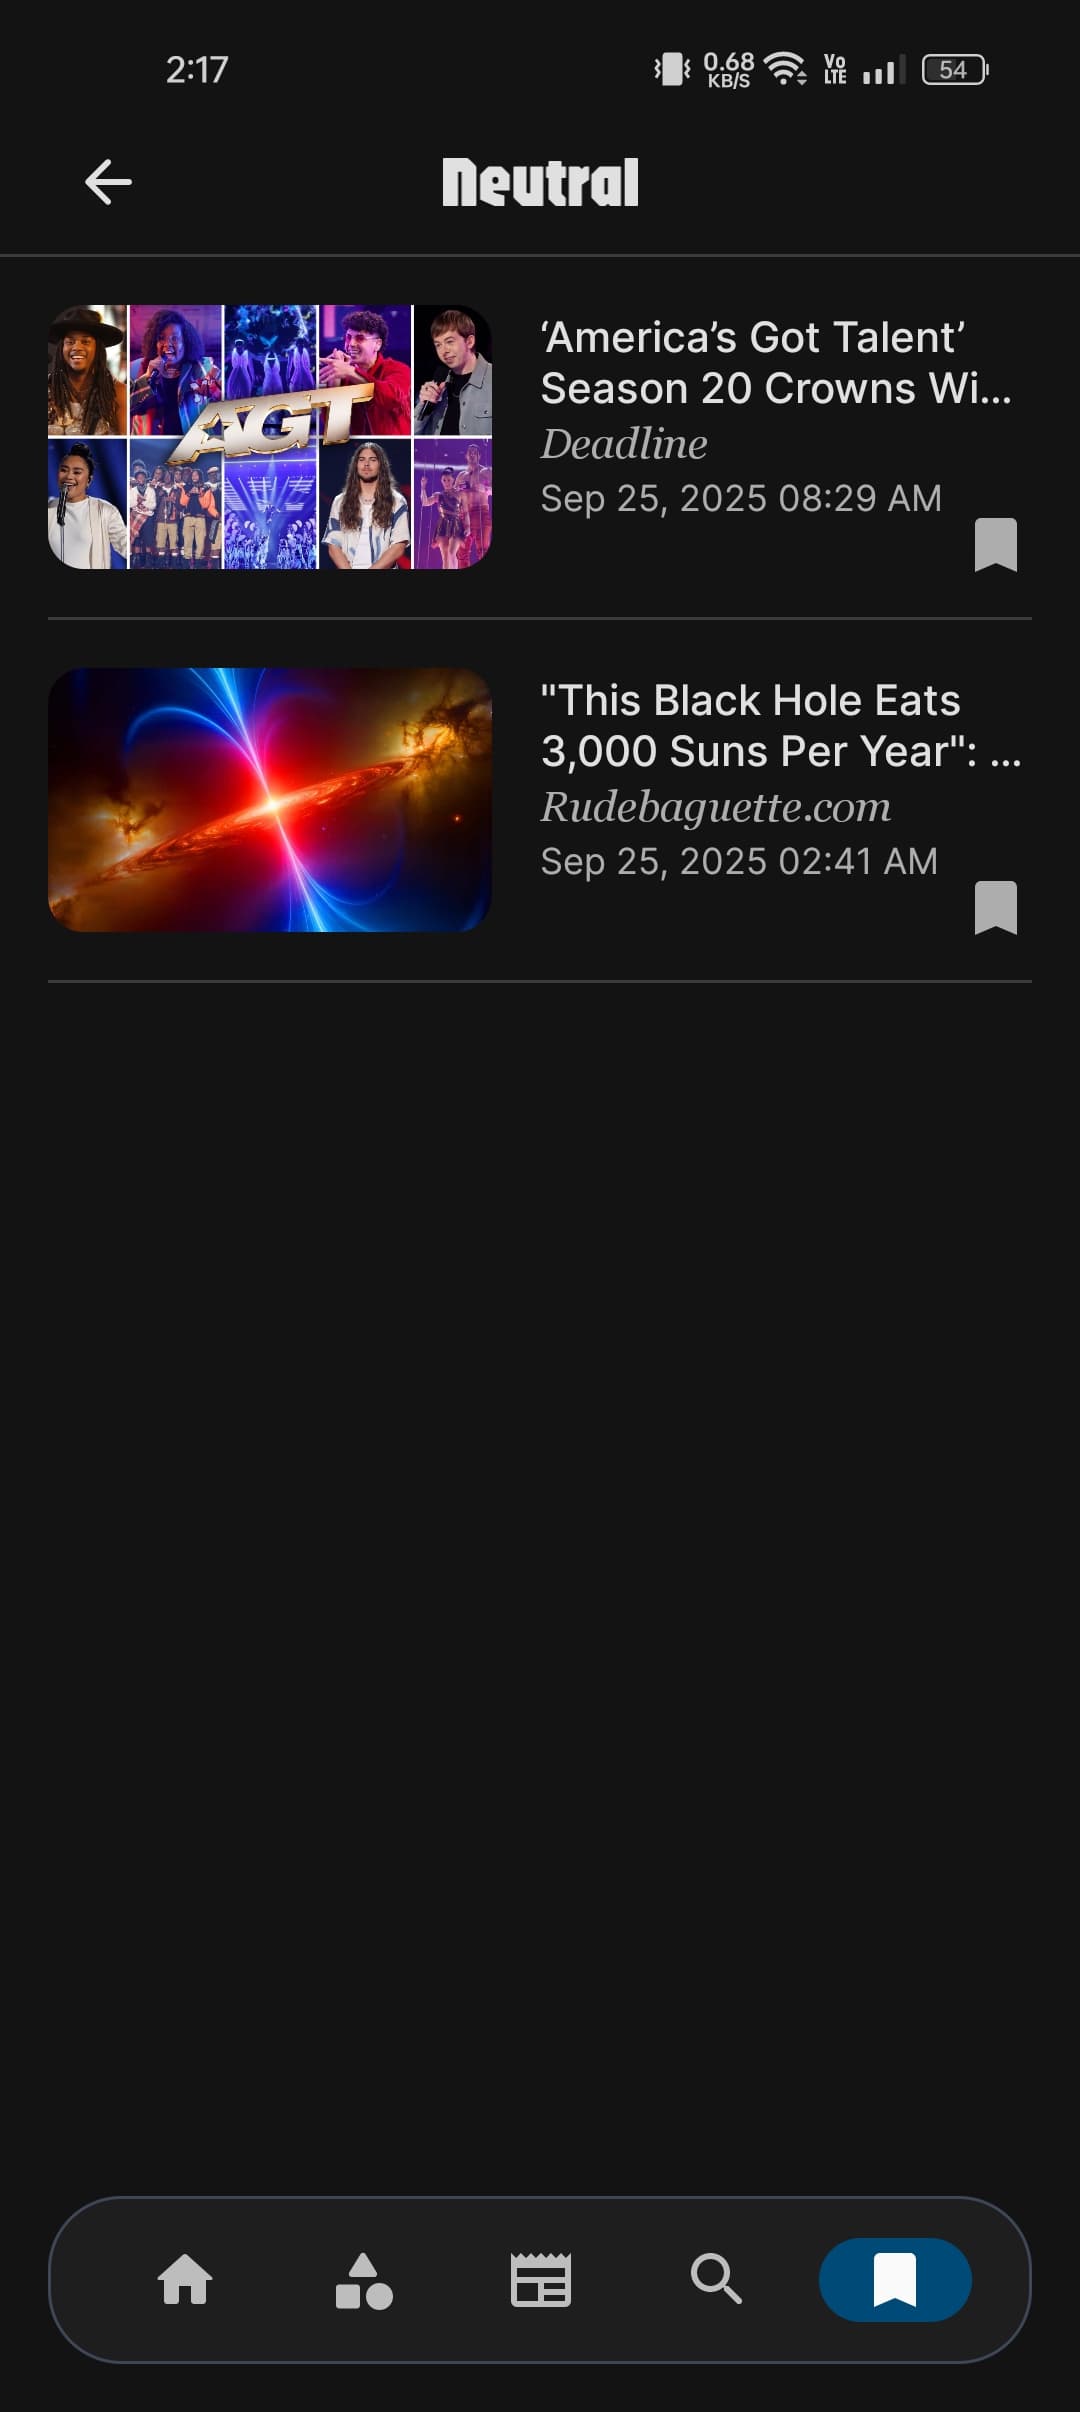 2:17
0.68
KB/S
Vo
LTE
54
Neutral
AGT
‘America’s Got Talent’
Season 20 Crowns Wi...
Deadline
Sep 25, 2025 08:29 AM
"This Black Hole Eats
3,000 Suns Per Year": ...
Rudebaguette.com
Sep 25, 2025 02:41 AM